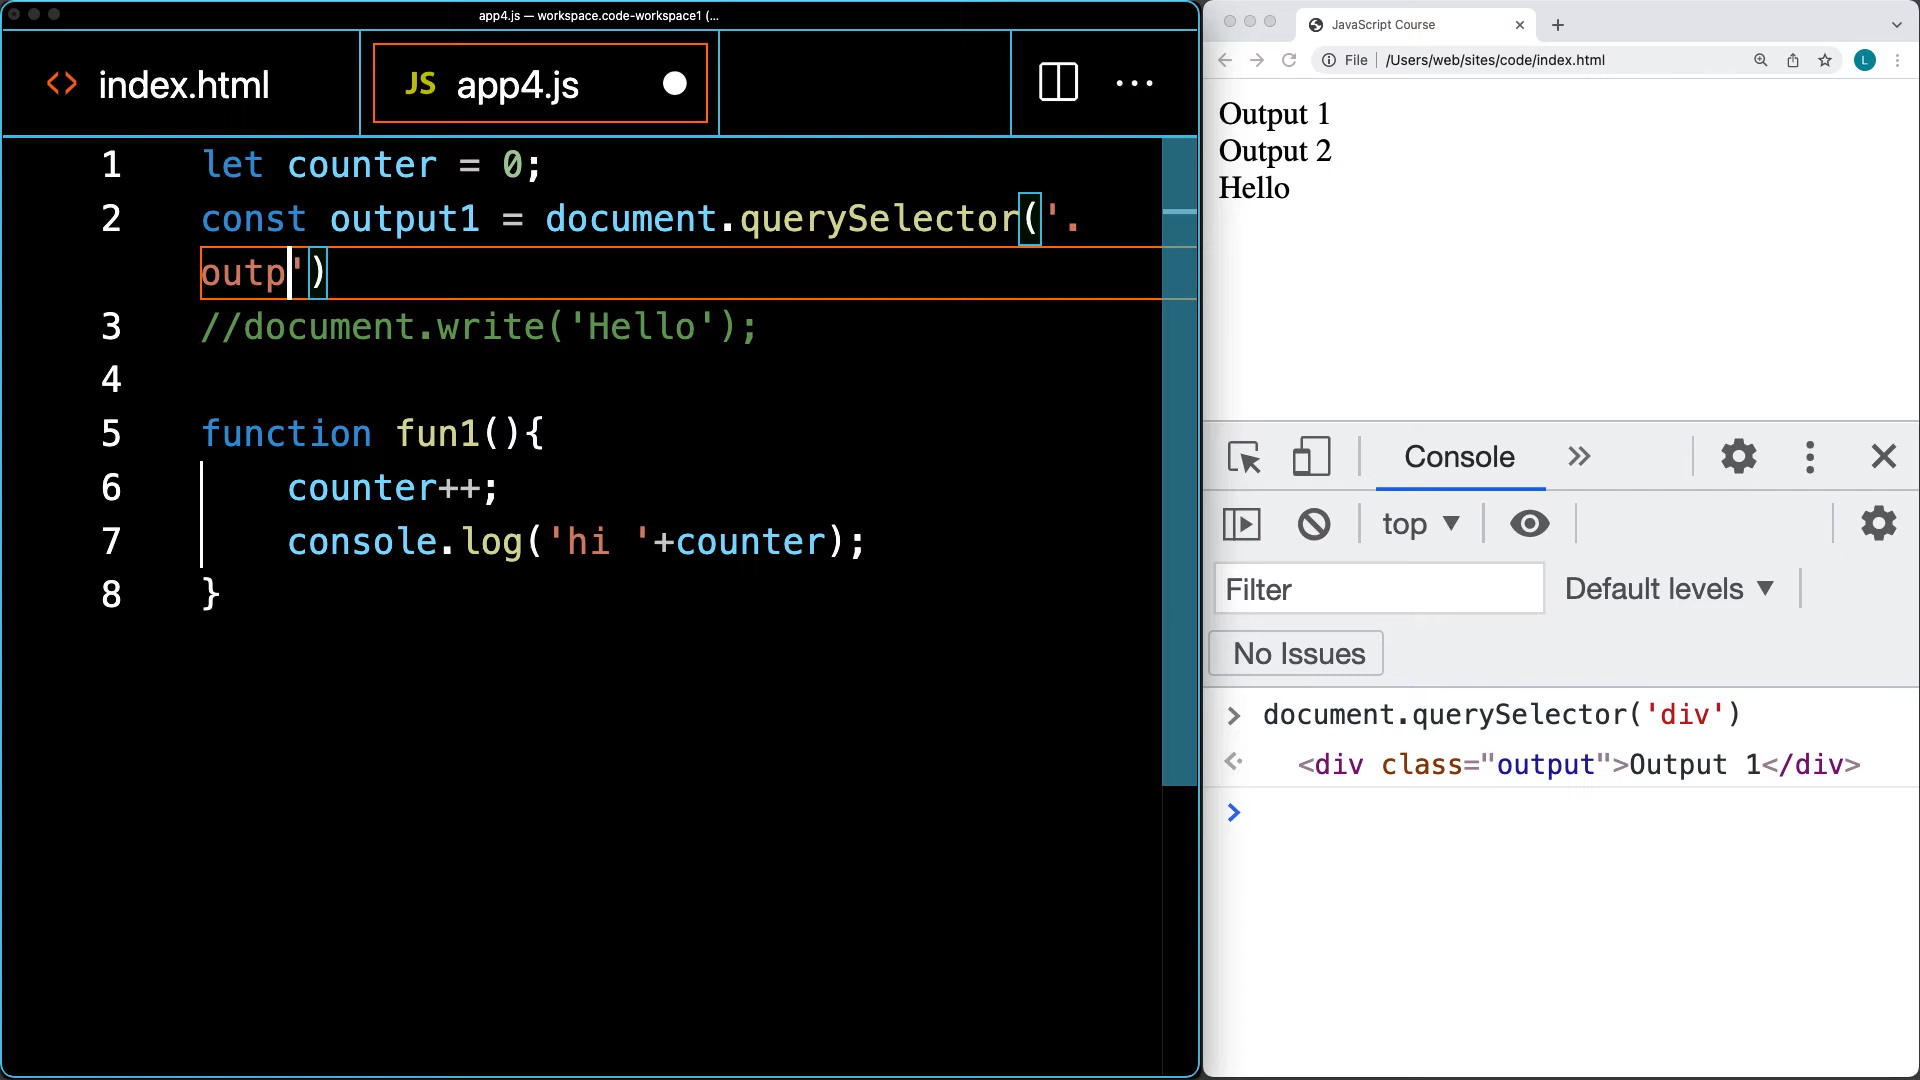 app4.js — workspace.code-workspace1 (...
<> index.html
JS app4.js
1 let counter = 0;
2 const output1 = document.querySelector('.
outp')
3 //document.write('Hello');
4
5 function fun1(){
6 counter++;
7 console.log('hi '+counter);
8 }
JavaScript Course
File /Users/web/sites/code/index.html
L
Output 1
Output 2
Hello
Console
top
Filter
Default levels
No Issues
> document.querySelector('div')
<div class="output">Output 1</div>
>